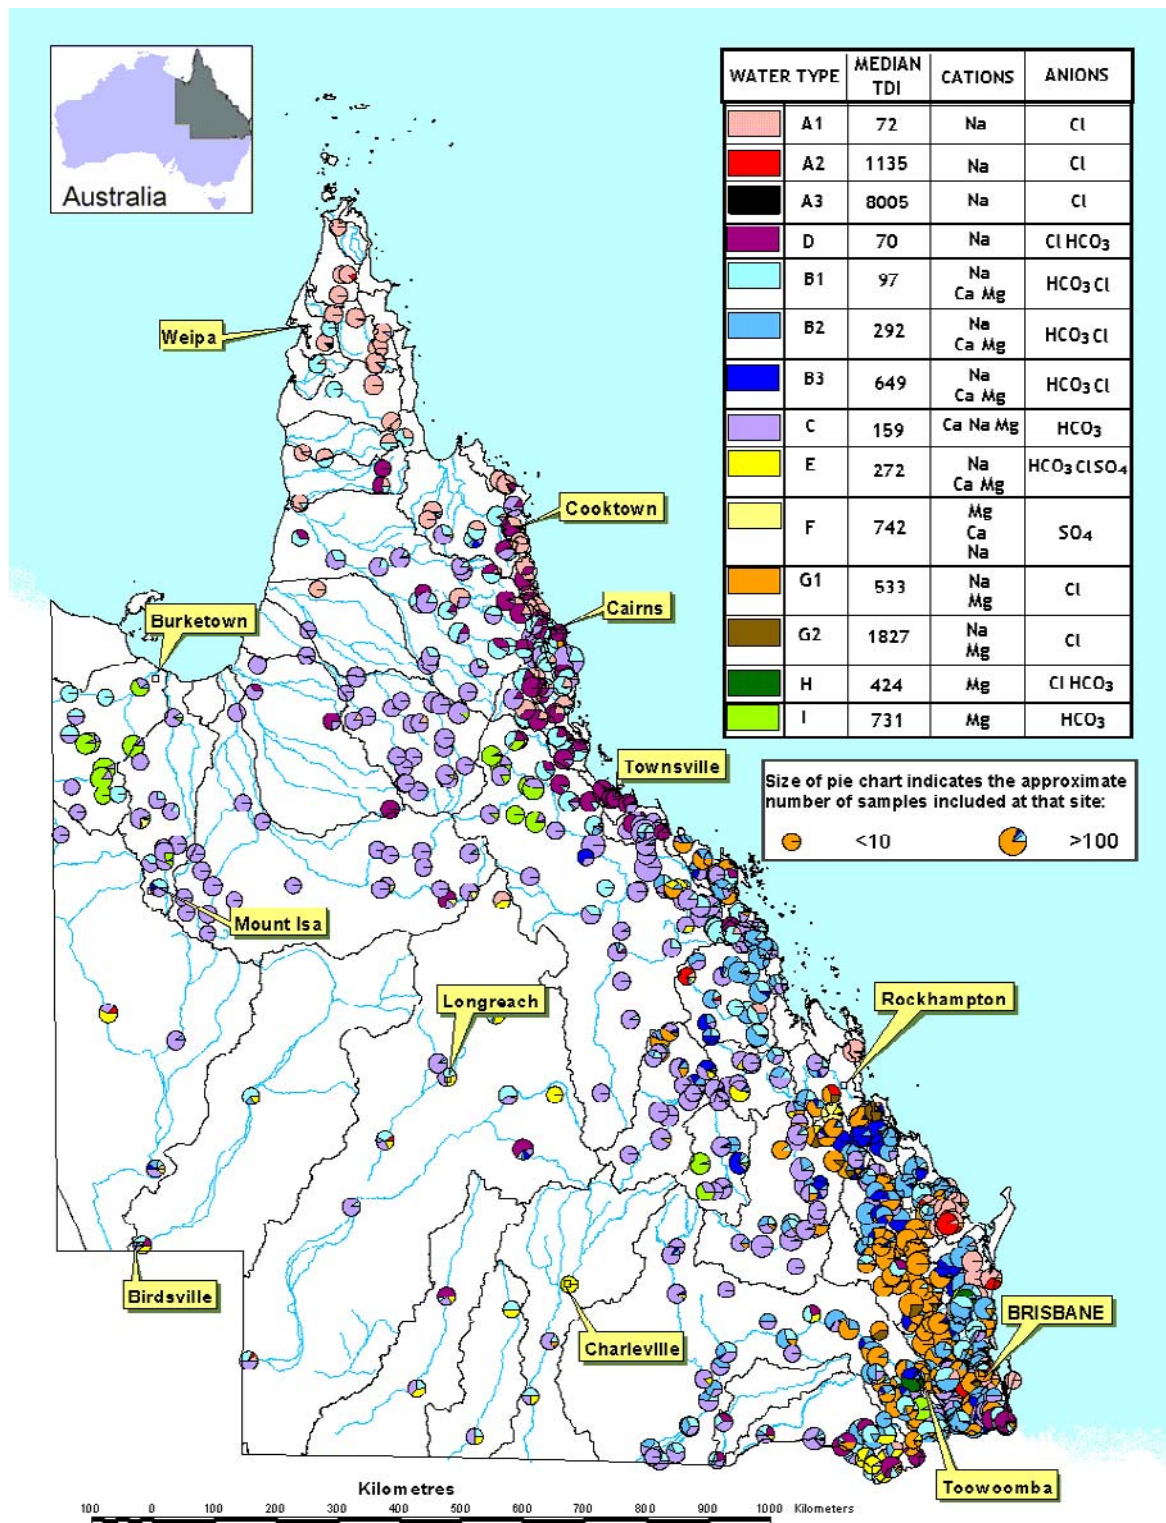 Australia
WATER TYPE MEDIAN TDI CATIONS ANIONS
A1 72 Na Cl
A2 1135 Na Cl
A3 8005 Na Cl
D 70 Na Cl HCO₃
B1 97 Na Ca Mg HCO₃ Cl
B2 292 Na Ca Mg HCO₃ Cl
B3 649 Na Ca Mg HCO₃ Cl
C 159 Ca Na Mg HCO₃
E 272 Na Ca Mg HCO₃ Cl SO₄
F 742 Mg Ca Na SO₄
G1 533 Na Mg Cl
G2 1827 Na Mg Cl
H 424 Mg Cl HCO₃
I 731 Mg HCO₃
Size of pie chart indicates the approximate
number of samples included at that site:
<10 >100
Weipa
Cooktown
Cairns
Burketown
Townsville
Mount Isa
Longreach
Rockhampton
Birdsville
BRISBANE
Charleville
Toowoomba
Kilometres
100 0 100 200 300 400 500 600 700 800 900 1000 Kilometers